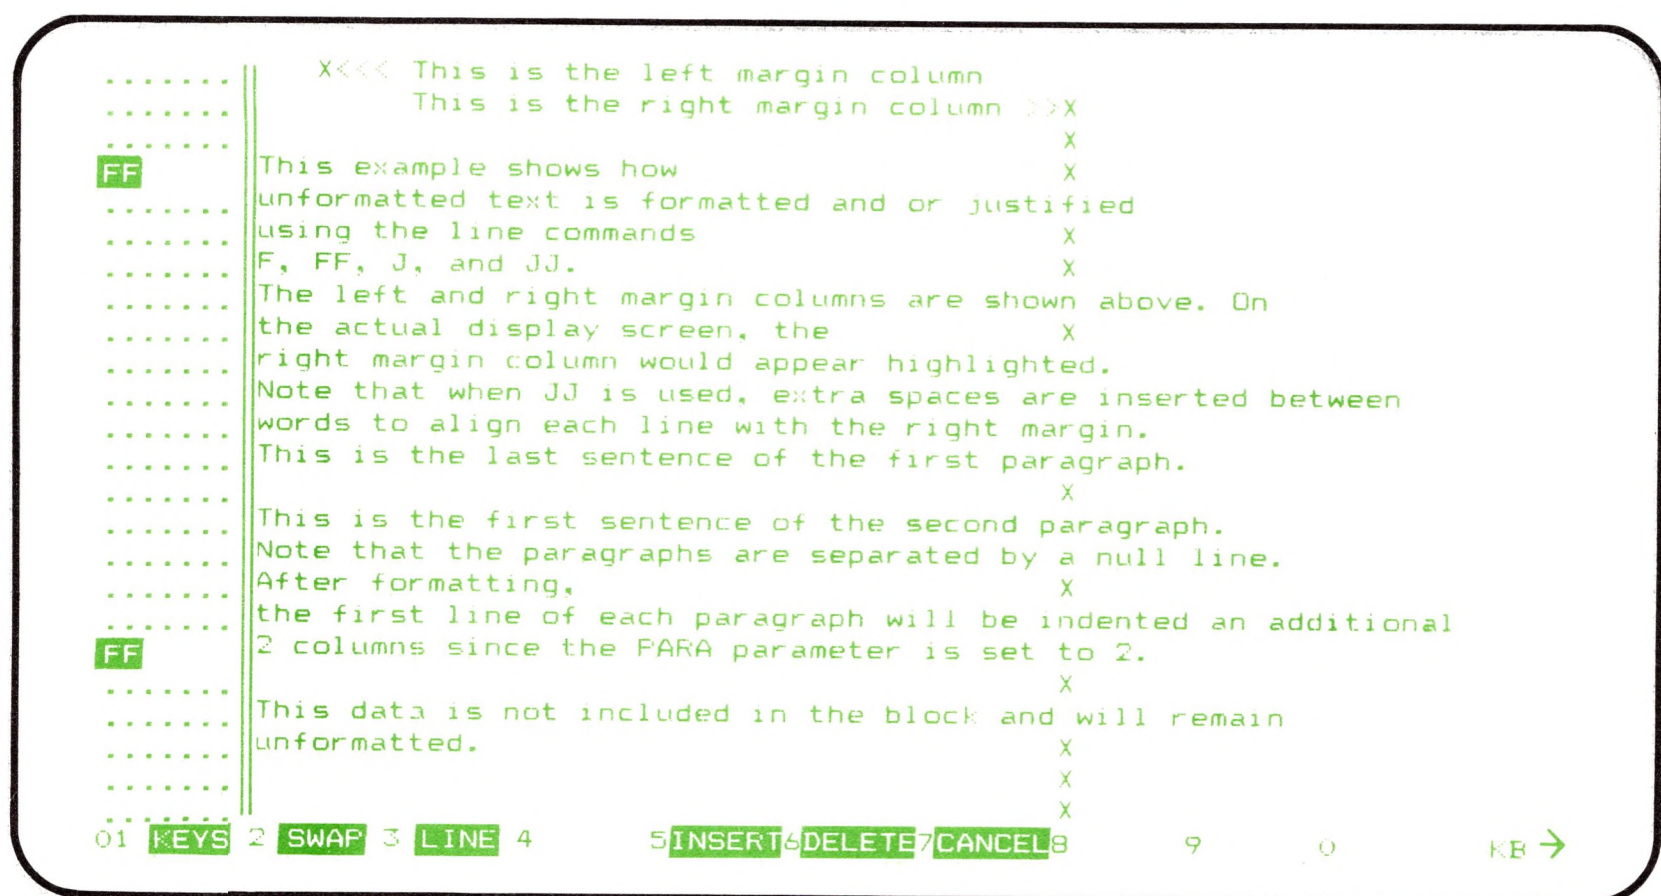 ....... X<<< This is the left margin column
....... This is the right margin column >>X
....... X
FF This example shows how X
....... unformatted text is formatted and or justified
....... using the line commands X
....... F, FF, J, and JJ. X
....... The left and right margin columns are shown above. On
....... the actual display screen, the X
....... right margin column would appear highlighted.
....... Note that when JJ is used, extra spaces are inserted between
....... words to align each line with the right margin.
....... This is the last sentence of the first paragraph.
....... X
....... This is the first sentence of the second paragraph.
....... Note that the paragraphs are separated by a null line.
....... After formatting, X
....... the first line of each paragraph will be indented an additional
FF 2 columns since the PARA parameter is set to 2.
....... X
....... This data is not included in the block and will remain
....... unformatted. X
....... X
....... X
01 KEYS 2 SWAP 3 LINE 4 5 INSERT 6 DELETE 7 CANCEL 8 9 0 KB →